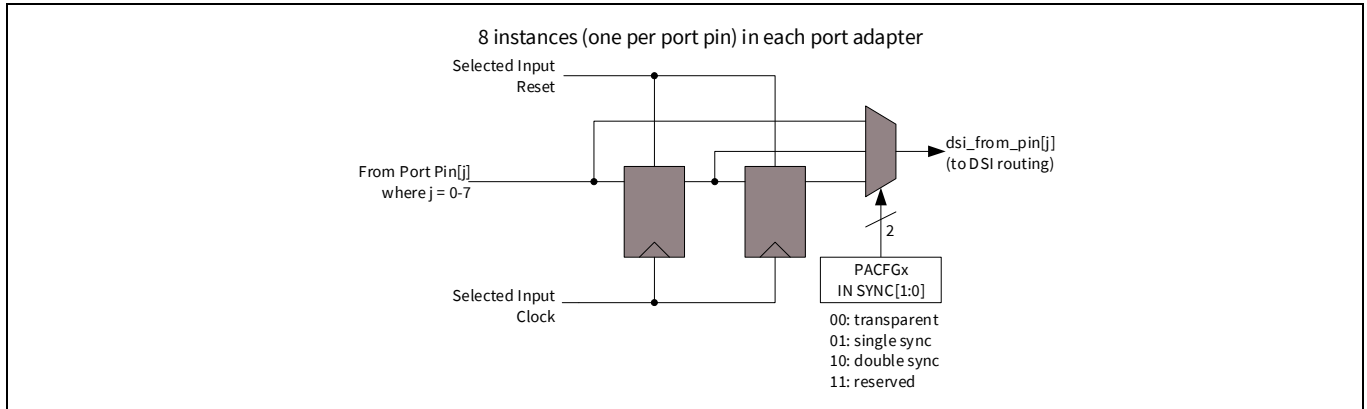 8 instances (one per port pin) in each port adapter
Selected Input
Reset
From Port Pin[j]
where j = 0-7
dsi_from_pin[j]
(to DSI routing)
2
PACFGx
IN SYNC[1:0]
Selected Input
Clock
00: transparent
01: single sync
10: double sync
11: reserved